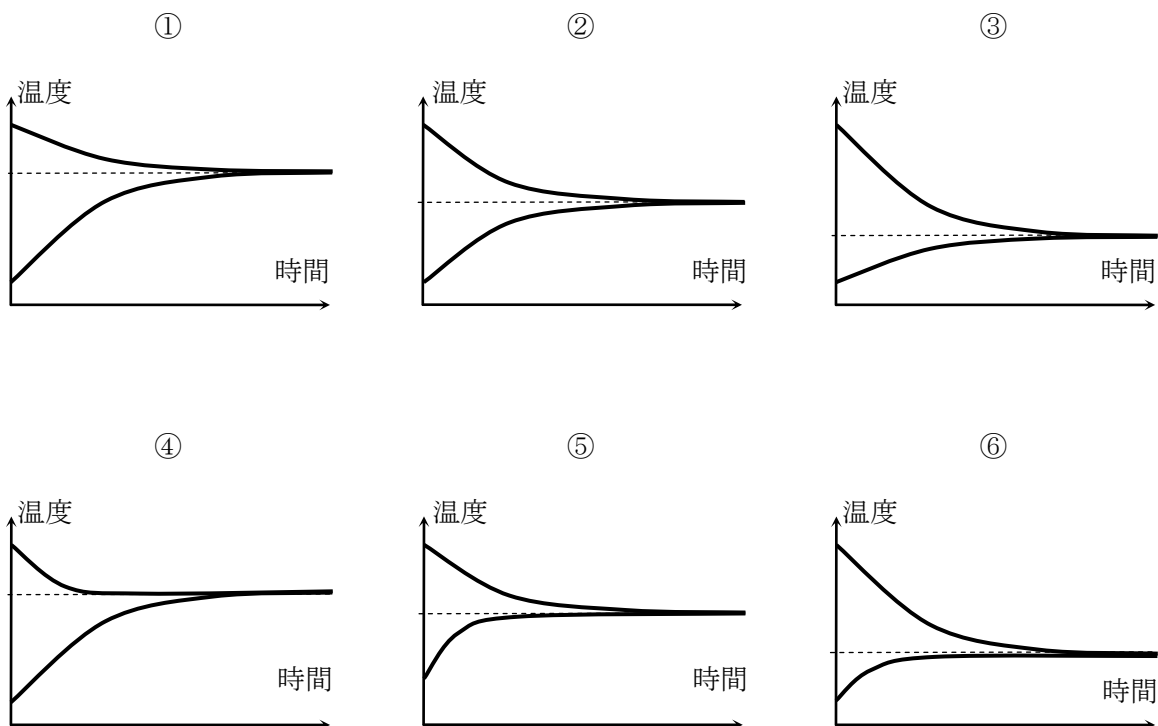 ① ② ③
温度 温度 温度
時間 時間 時間
④ ⑤ ⑥
温度 温度 温度
時間 時間 時間